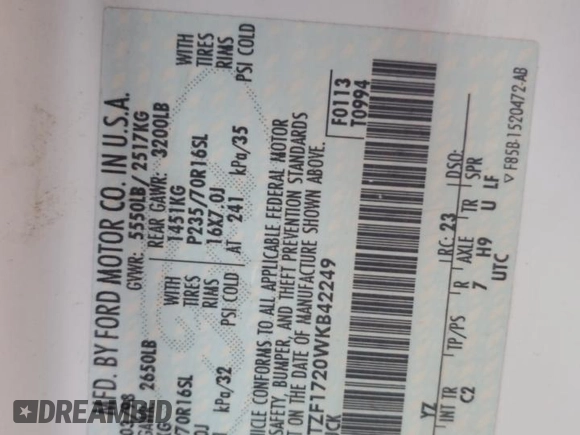 MFD. BY FORD MOTOR CO. IN U.S.A.
GVWR: 5550LB / 2517KG
2650LB REAR GAWR: 3200LB
1451KG
WITH P235/70R16SL WITH
70R16SL TIRES 16X7.0J TIRES
RIMS AT 241 kPa/35 RIMS
kPa/32 PSI COLD PSI COLD
VEHICLE CONFORMS TO ALL APPLICABLE FEDERAL MOTOR
SAFETY, BUMPER, AND THEFT PREVENTION STANDARDS
ON THE DATE OF MANUFACTURE SHOWN ABOVE.
TZF1720WKB42249
F0113
T0994
YZ RC: 23 DSO:
INT TR TP/PS R AXLE TR SPR
C2 7 H9 U LF
UTC
▽ F85B-1520472-AB
DREAMBID